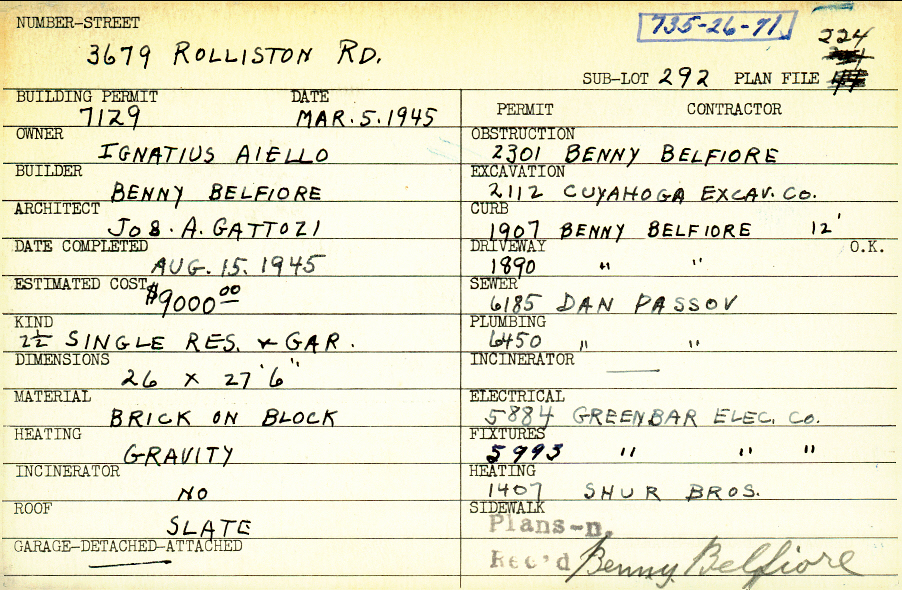 NUMBER-STREET
735-26-71
3679 ROLLISTON RD.
224
SUB-LOT 292 PLAN FILE
BUILDING PERMIT DATE
7129 MAR. 5. 1945
OWNER
IGNATIUS AIELLO
BUILDER
BENNY BELFIORE
ARCHITECT
JOS. A. GATTOZI
DATE COMPLETED
AUG. 15. 1945
ESTIMATED COST
$9000 00
KIND
2½ SINGLE RES. & GAR.
DIMENSIONS
26 x 27'6"
MATERIAL
BRICK ON BLOCK
HEATING
GRAVITY
INCINERATOR
NO
ROOF
SLATE
GARAGE-DETACHED-ATTACHED
PERMIT CONTRACTOR
OBSTRUCTION
2301 BENNY BELFIORE
EXCAVATION
2112 CUYAHOGA EXCAV. CO.
CURB
1907 BENNY BELFIORE 12'
DRIVEWAY O.K.
1890 " "
SEWER
6185 DAN PASSOV
PLUMBING
6450 " "
INCINERATOR
ELECTRICAL
5884 GREENBAR ELEC. CO.
FIXTURES
5993 " " "
HEATING
1407 SHUR BROS.
SIDEWALK
Plans-n.
Rec'd Benny Belfiore